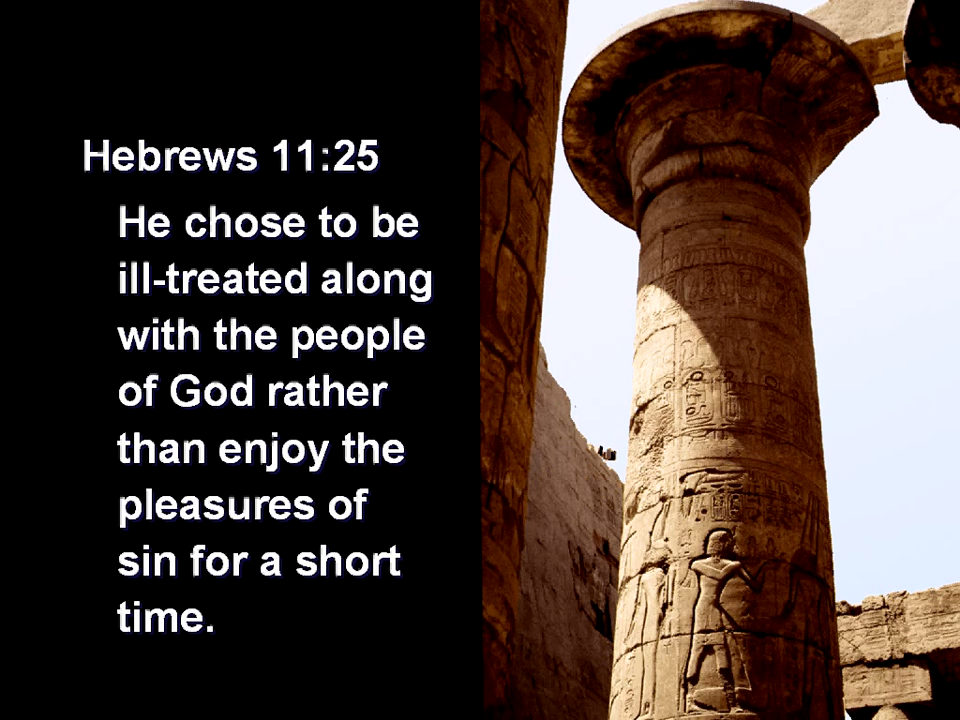 Hebrews 11:25
He chose to be
ill-treated along
with the people
of God rather
than enjoy the
pleasures of
sin for a short
time.